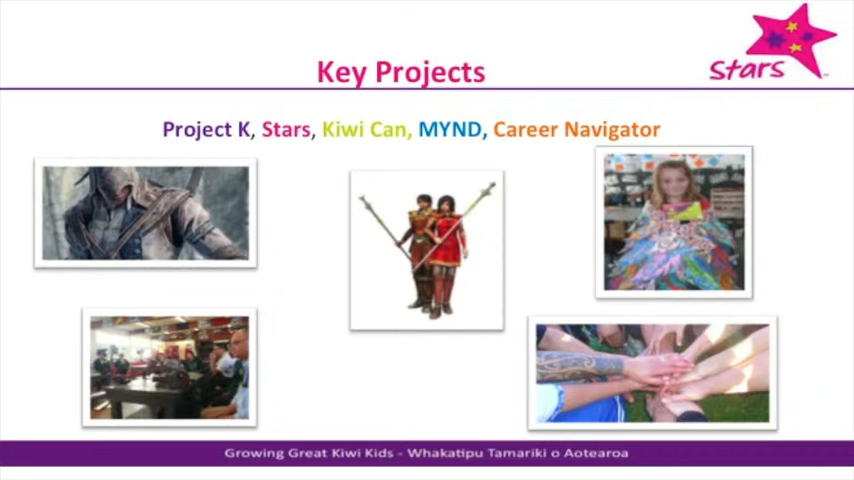 Stars
Key Projects
Project K, Stars, Kiwi Can, MYND, Career Navigator
Growing Great Kiwi Kids - Whakatipu Tamariki o Aotearoa